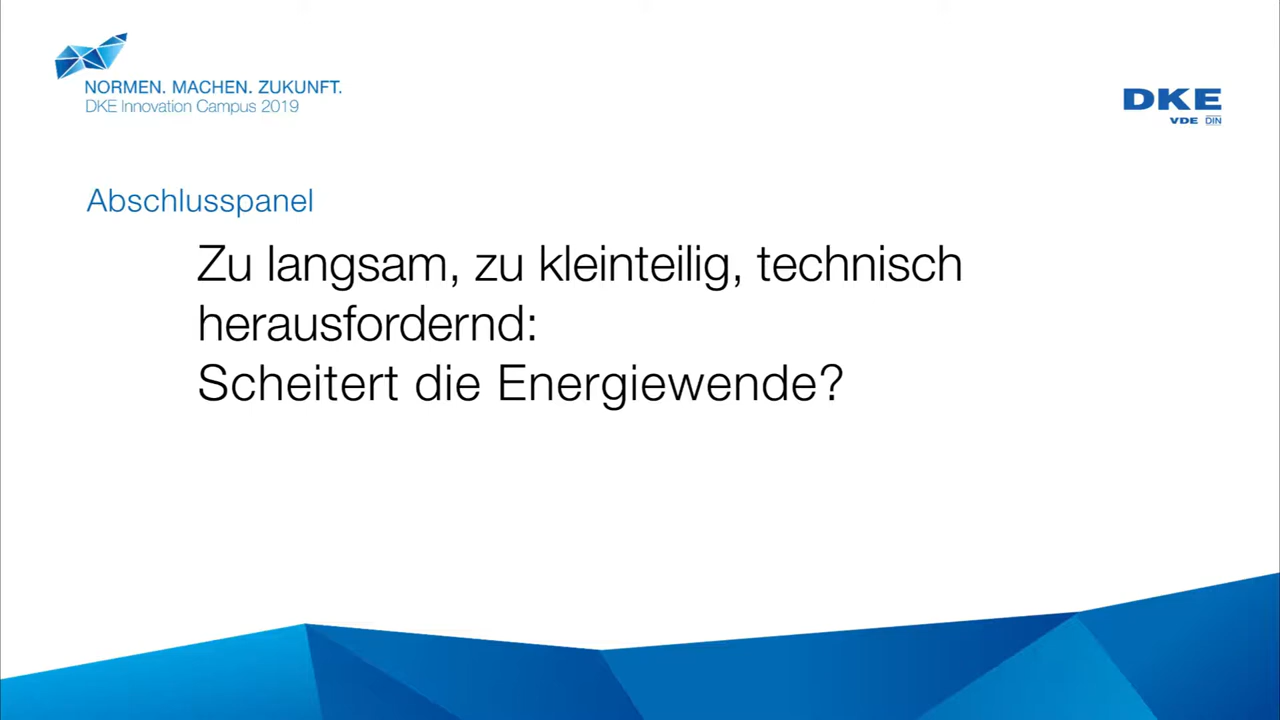 NORMEN. MACHEN. ZUKUNFT.
DKE Innovation Campus 2019
DKE
VDE DIN
Abschlusspanel
Zu langsam, zu kleinteilig, technisch
herausfordernd:
Scheitert die Energiewende?